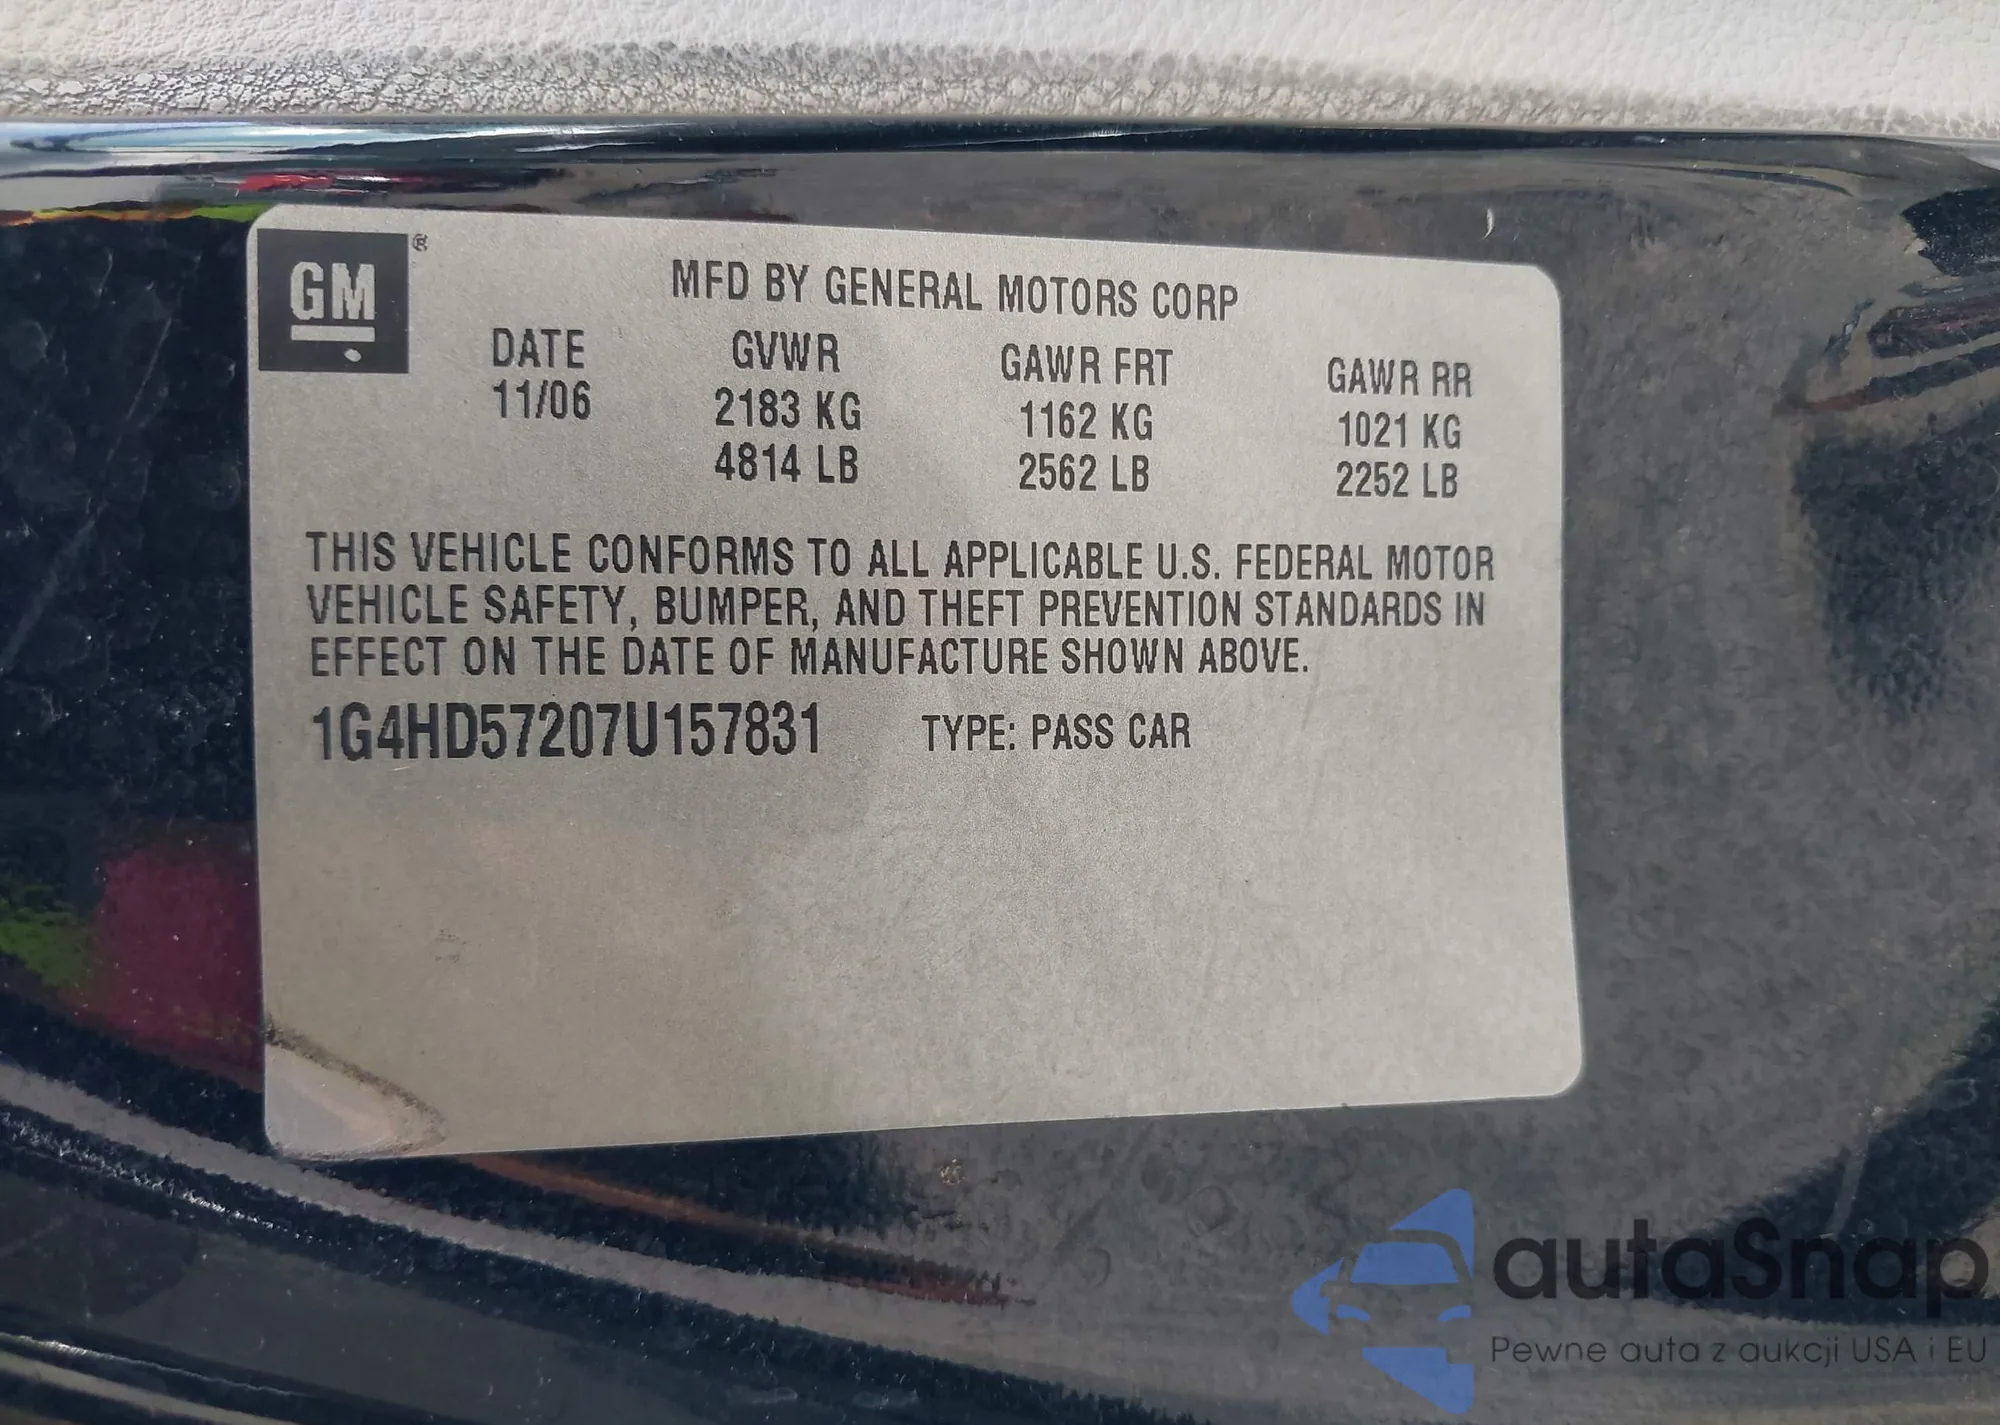 GM ®
MFD BY GENERAL MOTORS CORP
DATE GVWR GAWR FRT GAWR RR
11/06 2183 KG 1162 KG 1021 KG
4814 LB 2562 LB 2252 LB
THIS VEHICLE CONFORMS TO ALL APPLICABLE U.S. FEDERAL MOTOR
VEHICLE SAFETY, BUMPER, AND THEFT PREVENTION STANDARDS IN
EFFECT ON THE DATE OF MANUFACTURE SHOWN ABOVE.
1G4HD57207U157831 TYPE: PASS CAR
autaSnap
Pewne auta z aukcji USA i EU